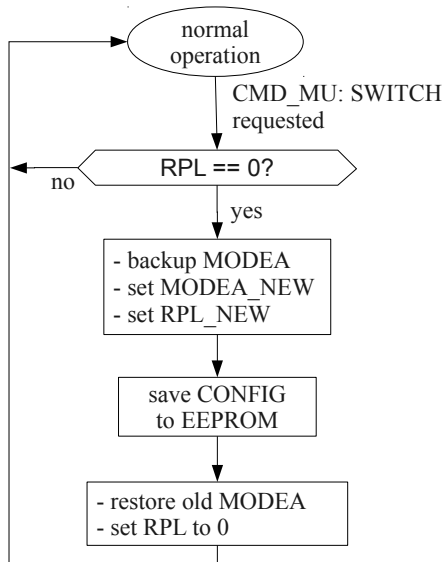 normal
operation
CMD_MU: SWITCH
requested
RPL == 0?
no
yes
- backup MODEA
- set MODEA_NEW
- set RPL_NEW
save CONFIG
to EEPROM
- restore old MODEA
- set RPL to 0